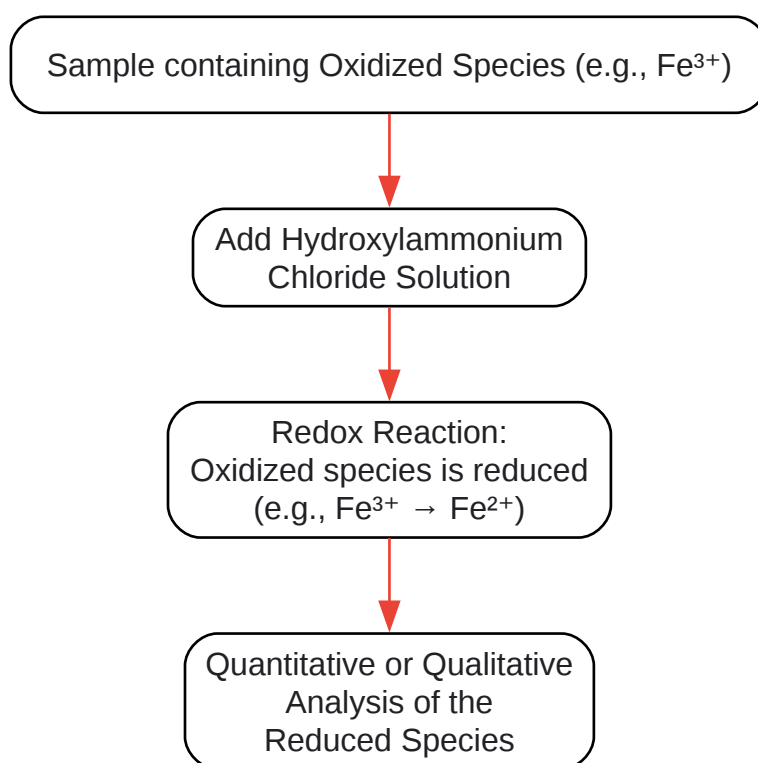 Sample containing Oxidized Species (e.g., Fe³⁺)
Add Hydroxylammonium
Chloride Solution
Redox Reaction:
Oxidized species is reduced
(e.g., Fe³⁺ → Fe²⁺)
Quantitative or Qualitative
Analysis of the
Reduced Species